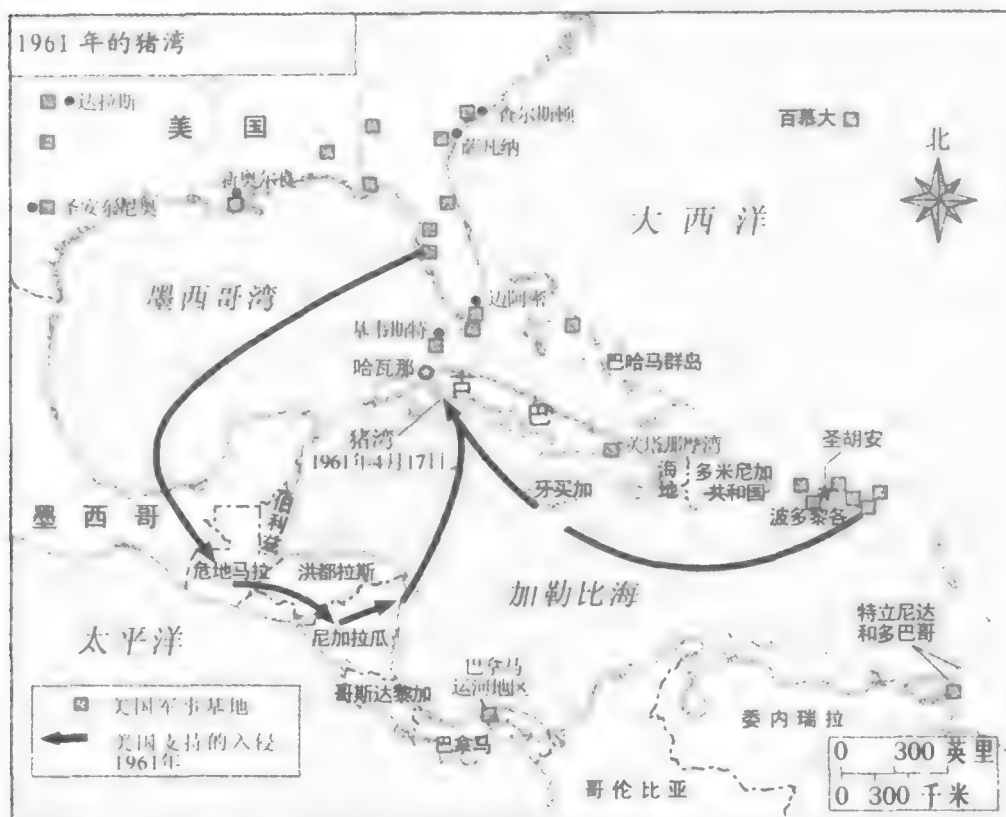 1961 年的猪湾
达拉斯
美 国
查尔斯顿
萨凡纳
百慕大
北
新奥尔良
圣安东尼奥
大 西 洋
墨 西 哥 湾
迈阿密
基韦斯特
哈瓦那
古
巴
巴哈马群岛
猪湾
1961年4月17日
关塔那摩湾
圣胡安
海地
多米尼加
共和国
牙买加
波多黎各
墨 西 哥
伯利兹
危地马拉
洪都拉斯
加勒比海
尼加拉瓜
太平洋
特立尼达
和多巴哥
哥斯达黎加
巴拿马
运河地区
巴拿马
委内瑞拉
哥伦比亚
美国军事基地
美国支持的入侵
1961年
0 300 英里
0 300 千米